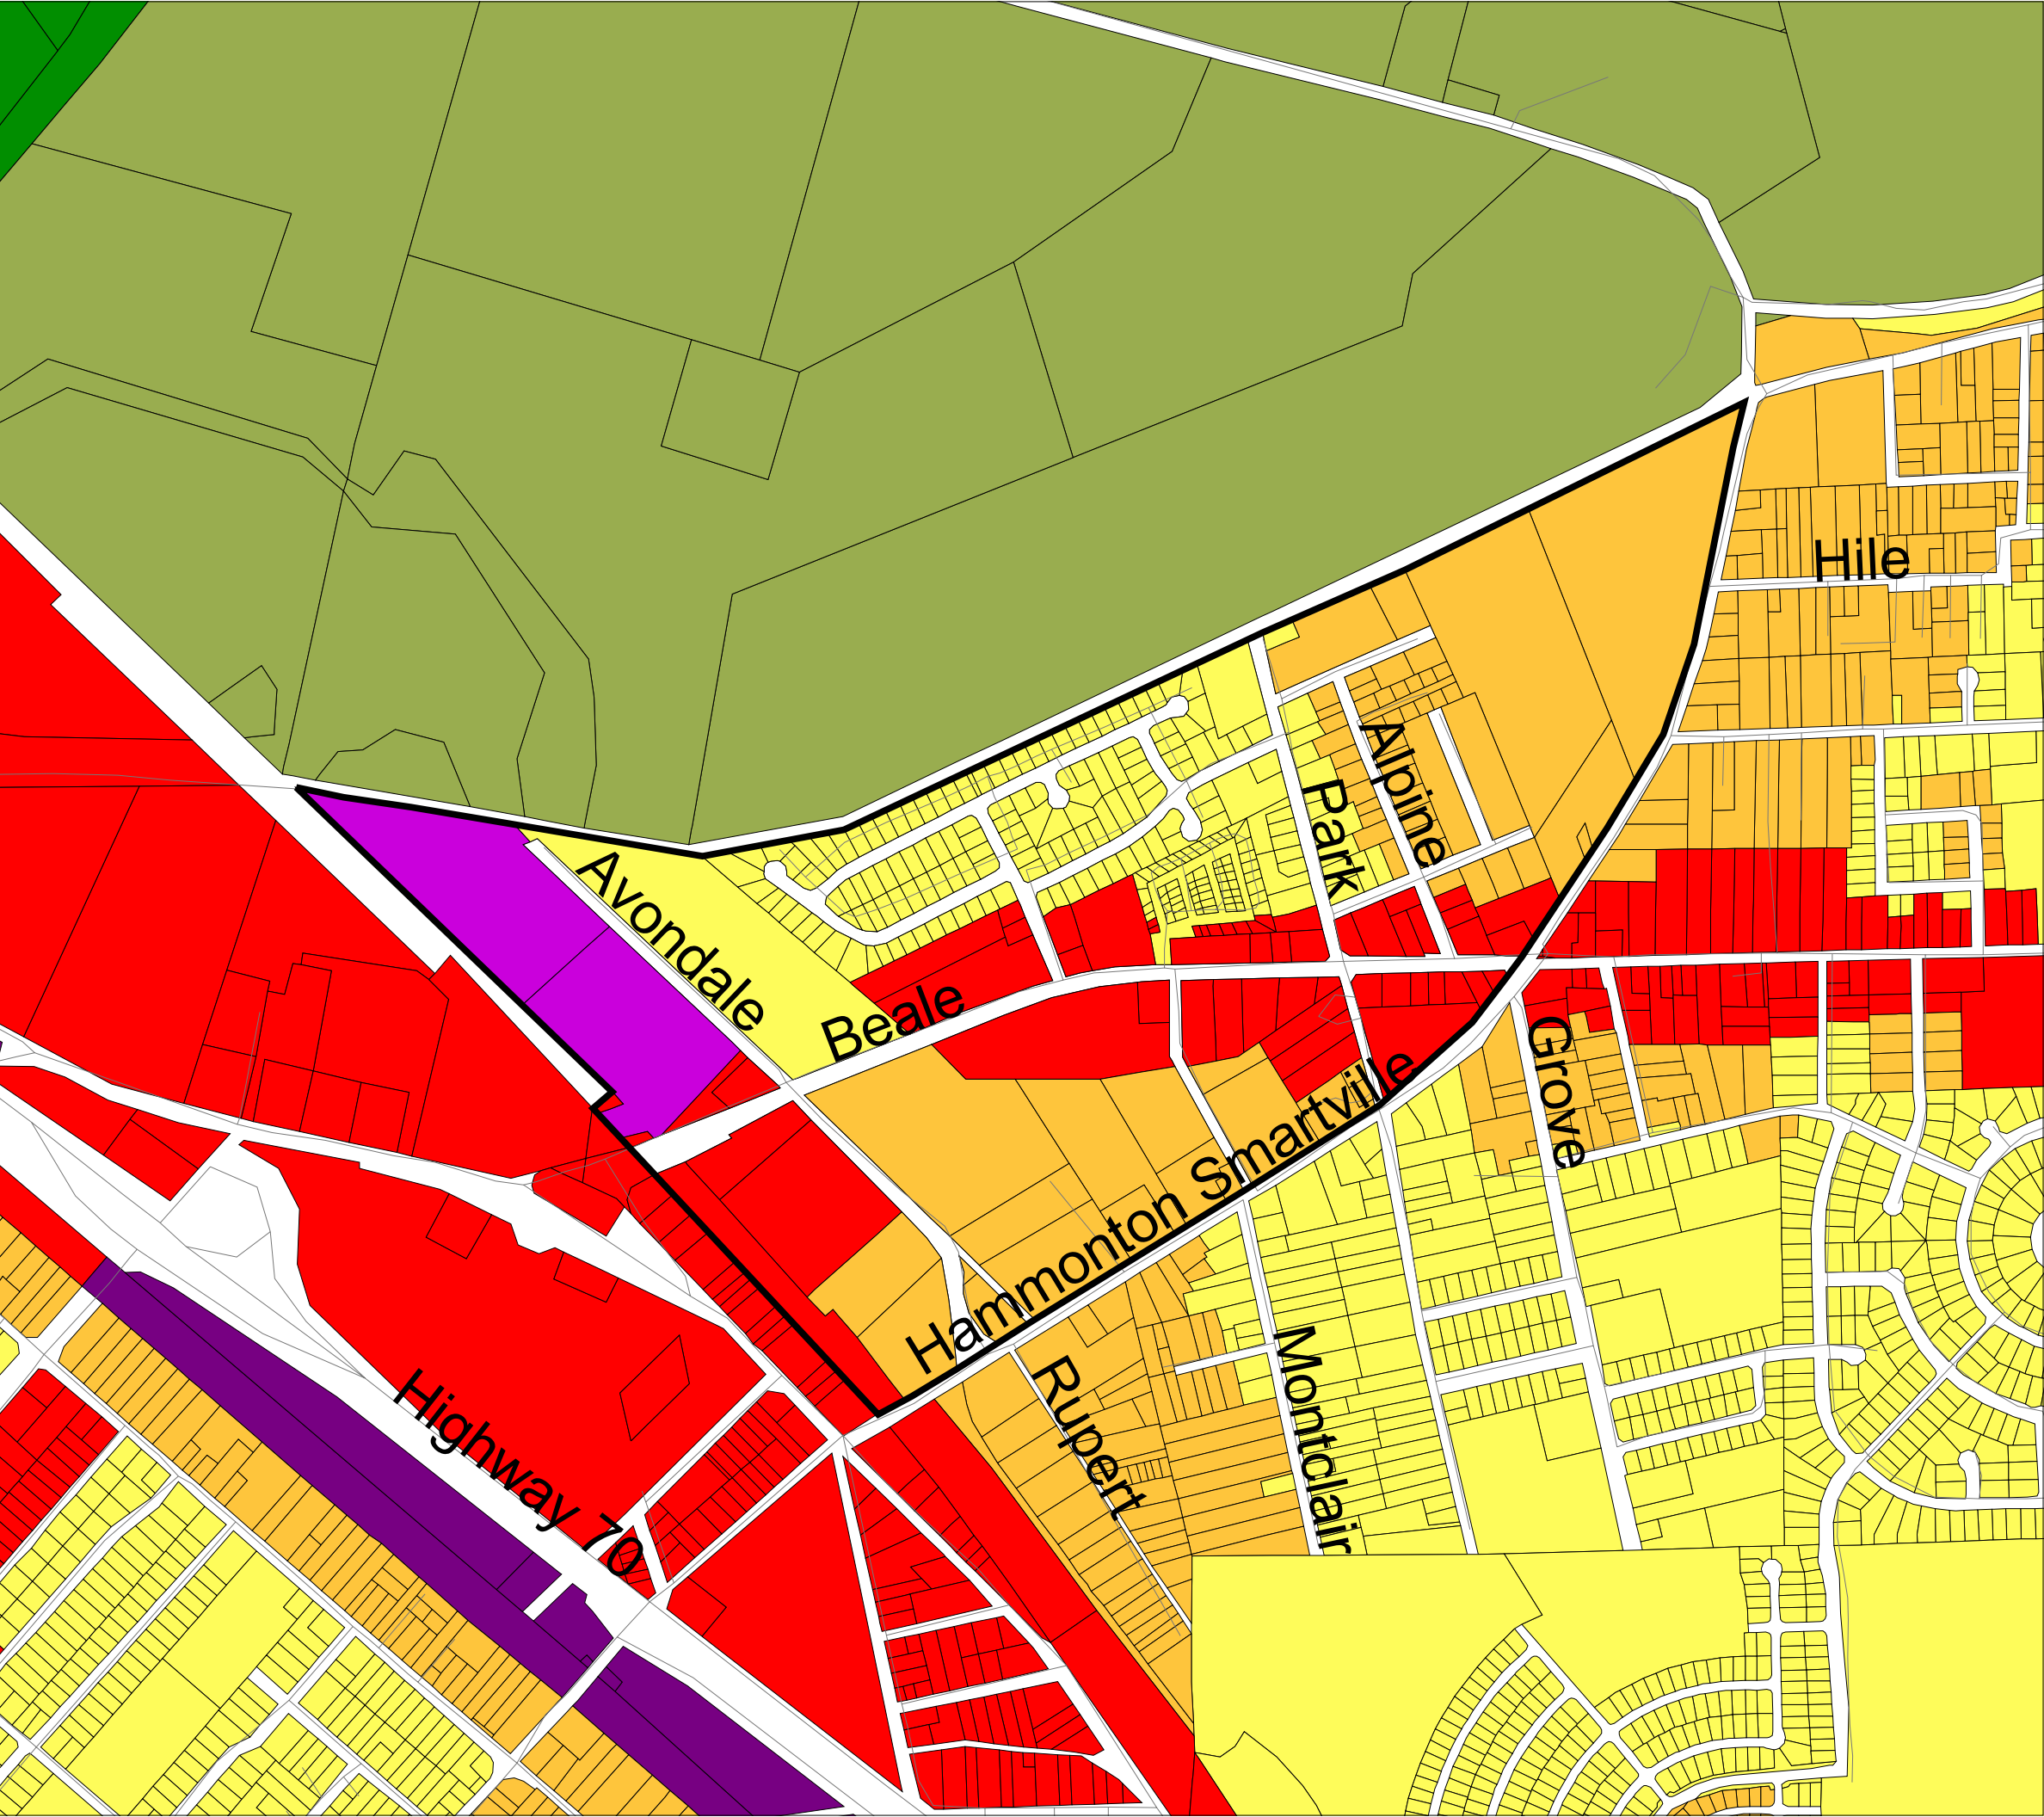 Hile
Alpine
Park
Avondale
Beale
Grove
Hammonton Smartville
Rupert
Montclair
Highway 70